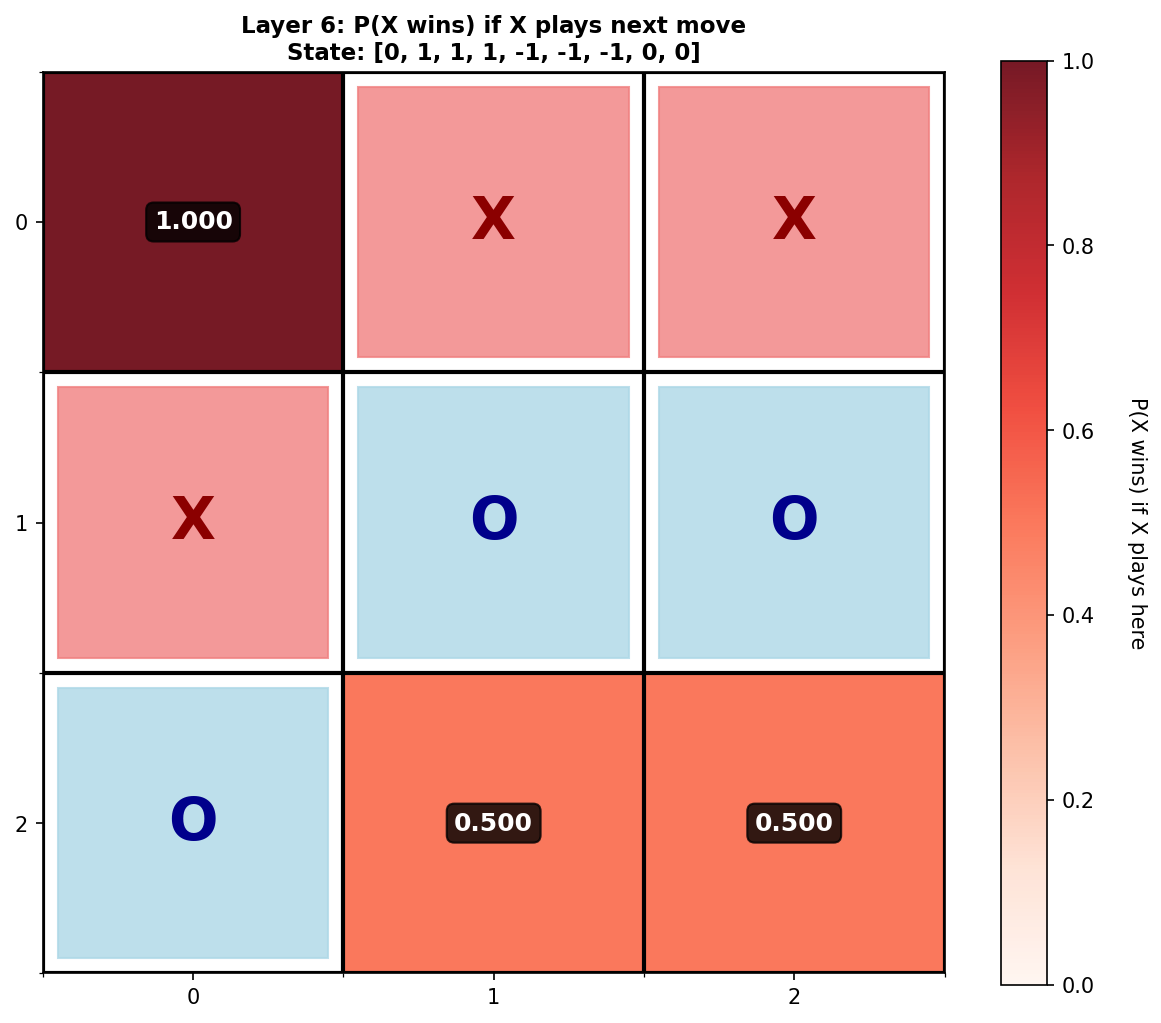 Layer 6: P(X wins) if X plays next move
State: [0, 1, 1, 1, -1, -1, -1, 0, 0]
0
1.000
X
X
1
X
O
O
2
O
0.500
0.500
0
1
2
1.0
0.8
0.6
0.4
0.2
0.0
P(X wins) if X plays here